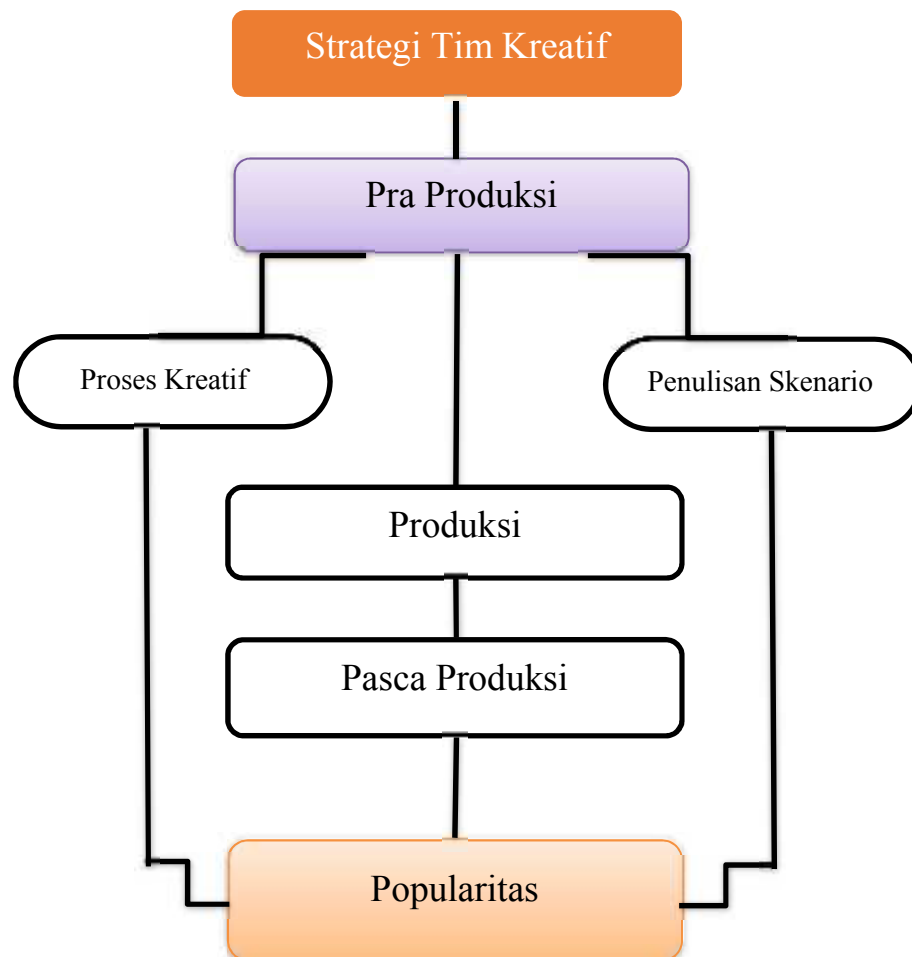 Strategi Tim Kreatif
Pra Produksi
Proses Kreatif
Penulisan Skenario
Produksi
Pasca Produksi
Popularitas